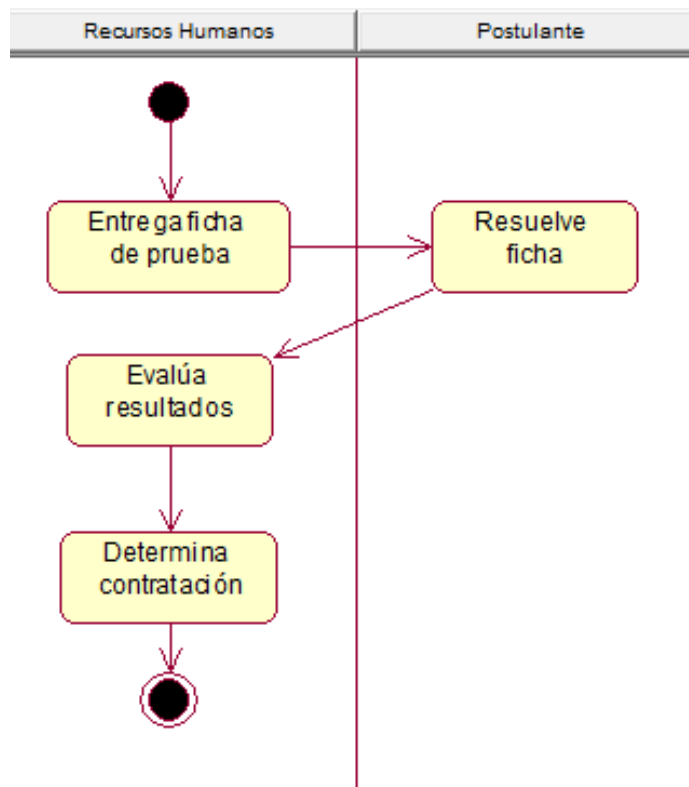 Recursos Humanos
Postulante
Entrega ficha
de prueba
Resuelve
ficha
Evalúa
resultados
Determina
contratación